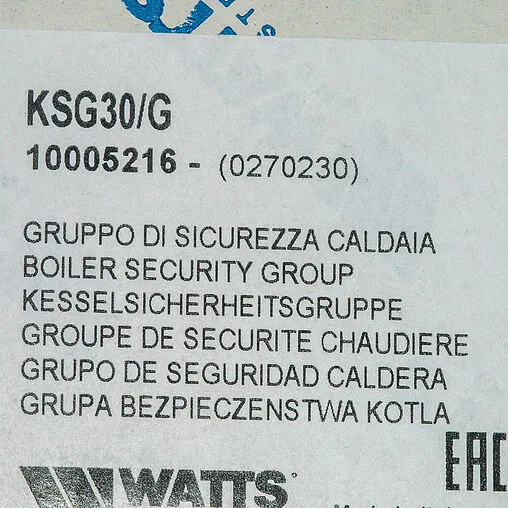 KSG30/G
10005216 - (0270230)
GRUPPO DI SICUREZZA CALDAIA
BOILER SECURITY GROUP
KESSELSICHERHEITSGRUPPE
GROUPE DE SECURITE CHAUDIERE
GRUPO DE SEGURIDAD CALDERA
GRUPA BEZPIECZENSTWA KOTLA
EAC
WATTS